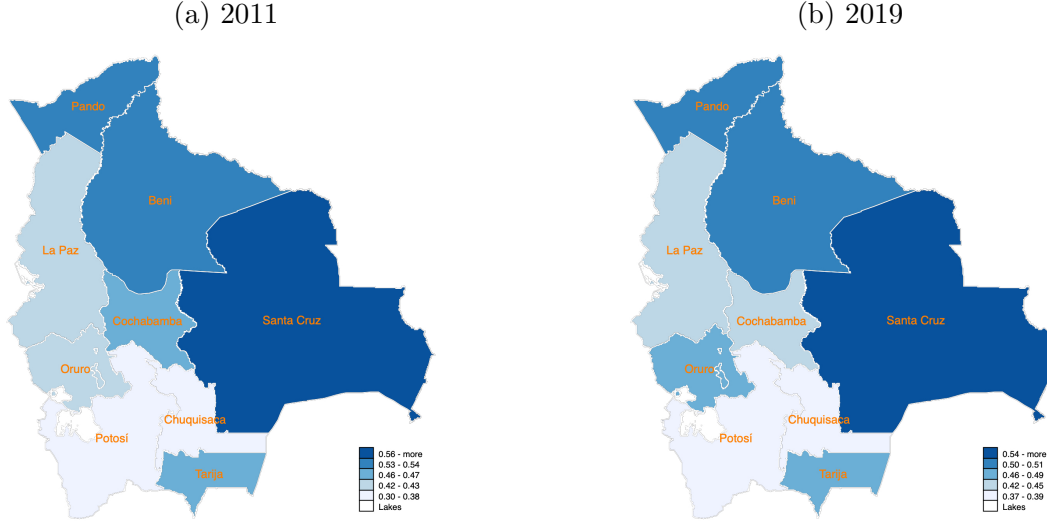 (a) 2011
Pando
Beni
La Paz
Cochabamba
Santa Cruz
Oruro
Chuquisaca
Potosí
Tarija
0.56 - more
0.53 - 0.54
0.46 - 0.47
0.42 - 0.43
0.30 - 0.38
Lakes
(b) 2019
Pando
Beni
La Paz
Cochabamba
Santa Cruz
Oruro
Chuquisaca
Potosí
Tarija
0.54 - more
0.50 - 0.51
0.46 - 0.49
0.42 - 0.45
0.37 - 0.39
Lakes